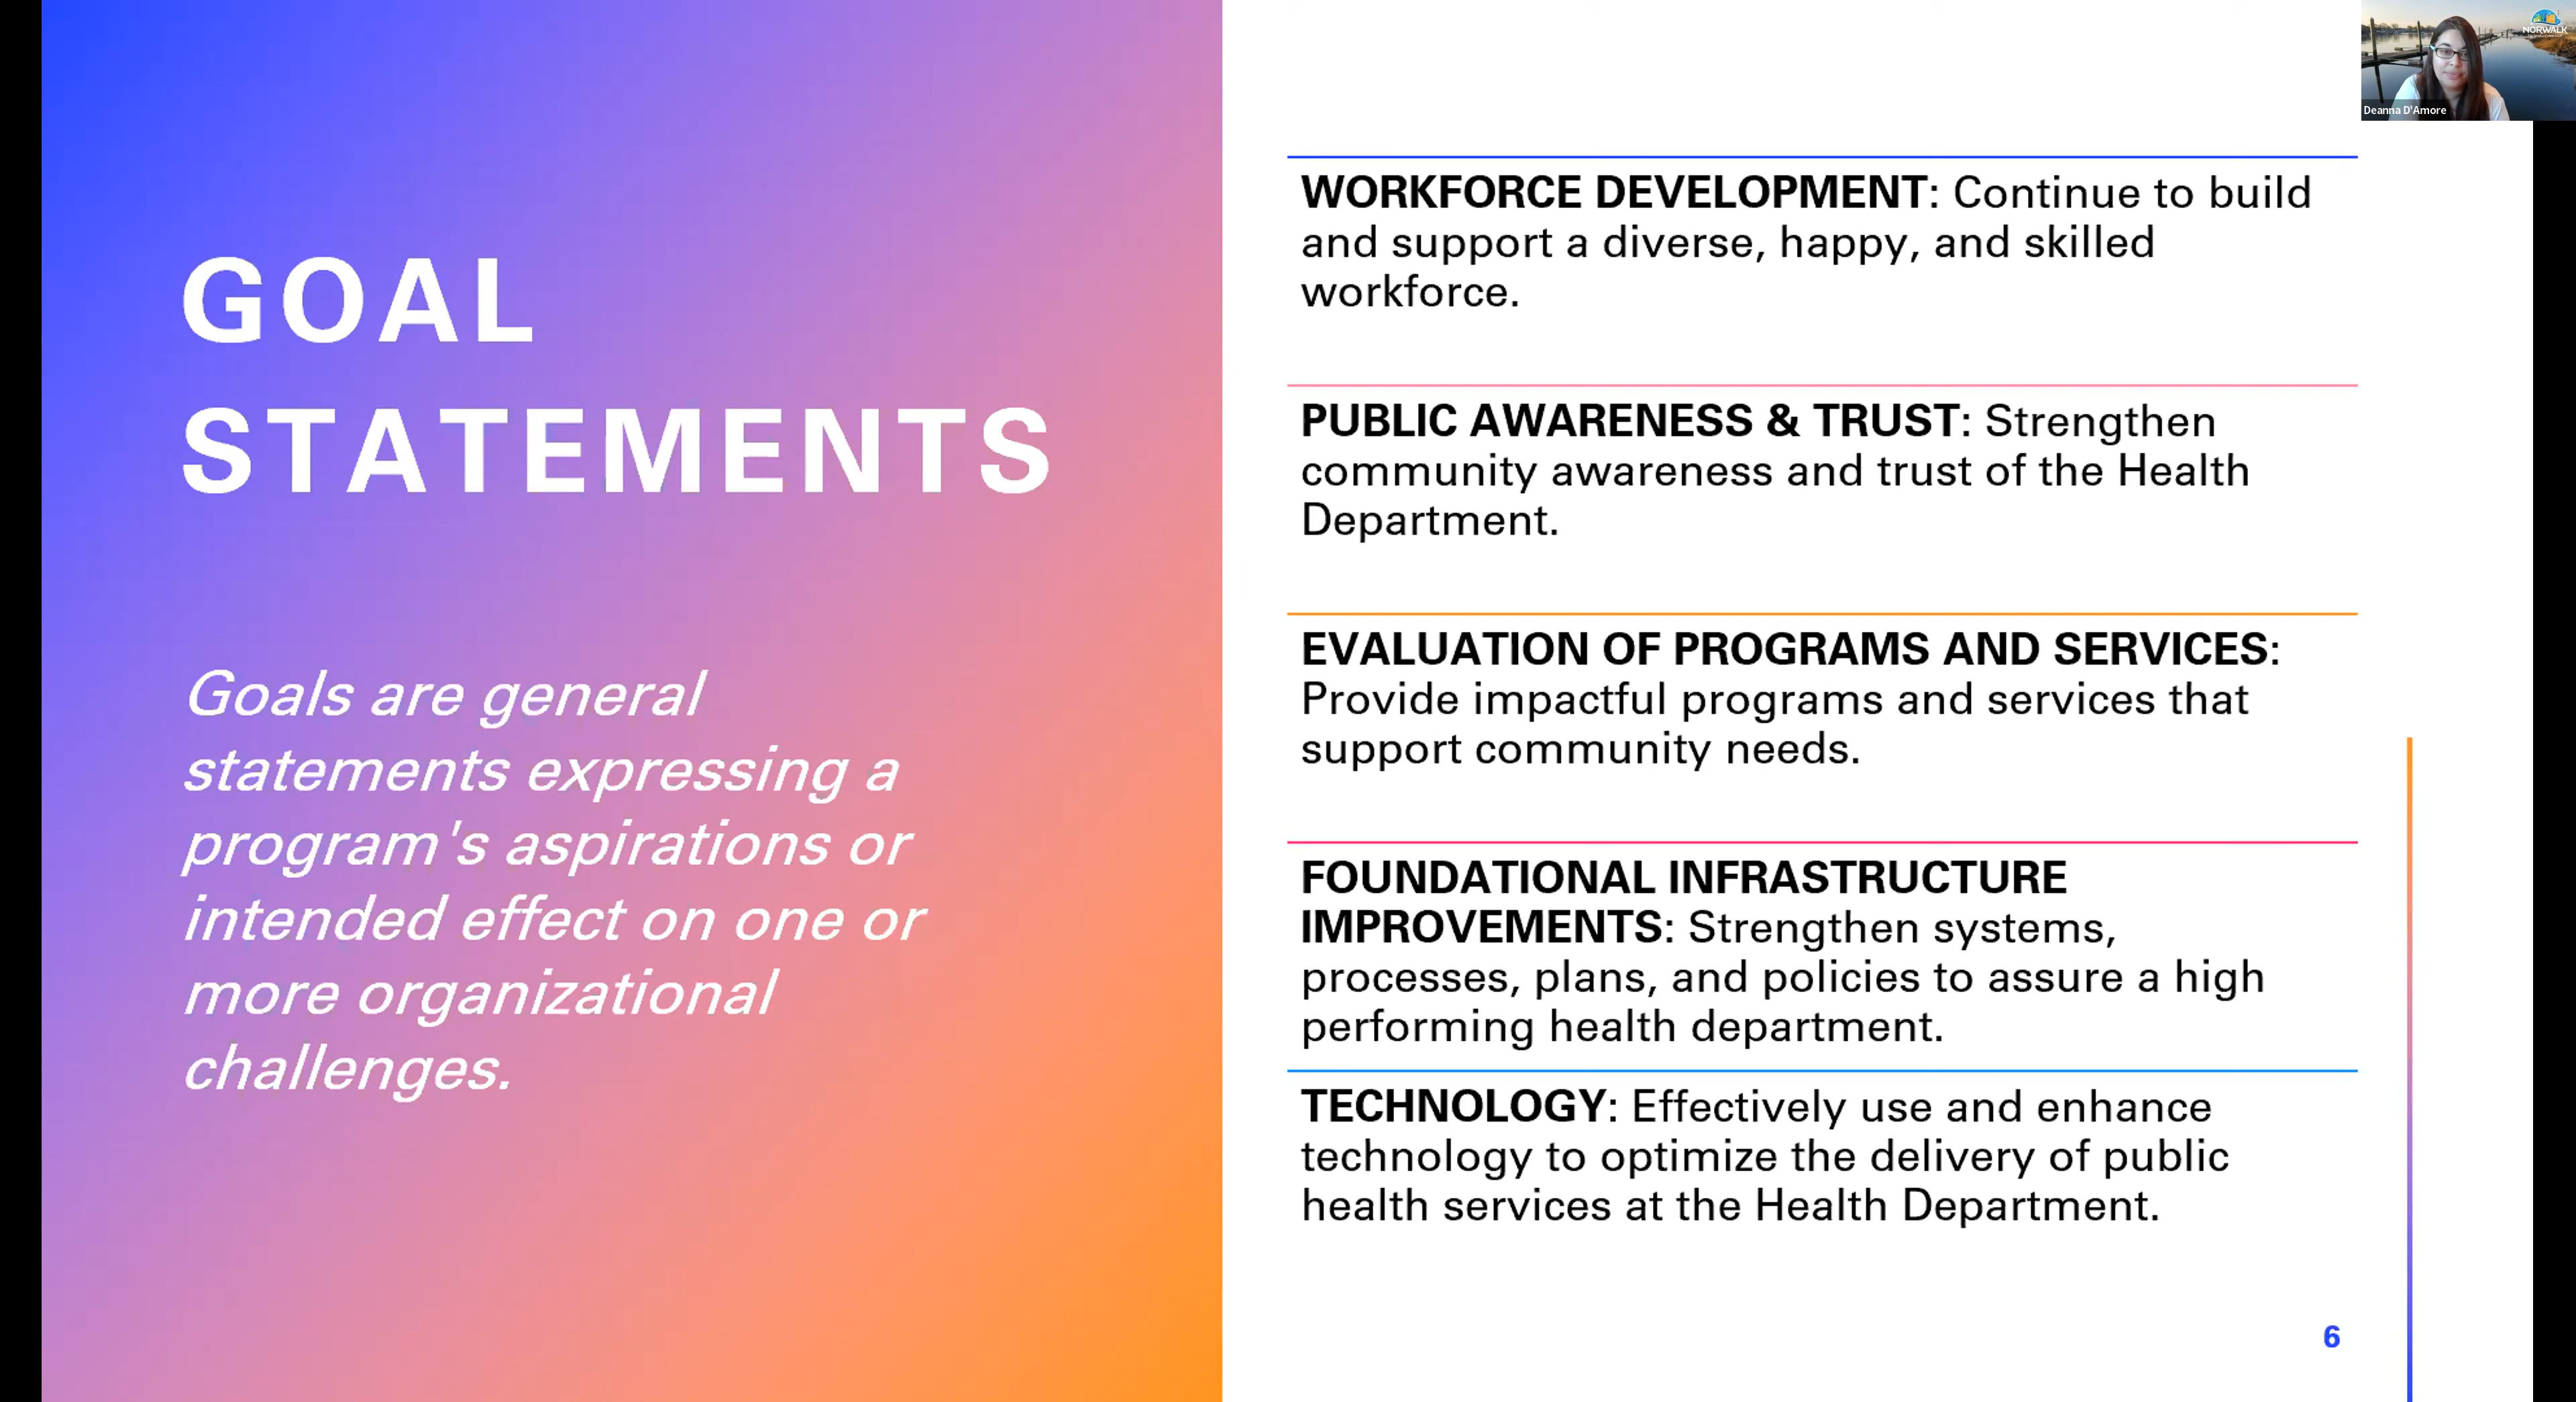 GOAL
STATEMENTS
Goals are general
statements expressing a
program's aspirations or
intended effect on one or
more organizational
challenges.
WORKFORCE DEVELOPMENT: Continue to build
and support a diverse, happy, and skilled
workforce.
PUBLIC AWARENESS & TRUST: Strengthen
community awareness and trust of the Health
Department.
EVALUATION OF PROGRAMS AND SERVICES:
Provide impactful programs and services that
support community needs.
FOUNDATIONAL INFRASTRUCTURE
IMPROVEMENTS: Strengthen systems,
processes, plans, and policies to assure a high
performing health department.
TECHNOLOGY: Effectively use and enhance
technology to optimize the delivery of public
health services at the Health Department.
6
NORWALK
Deanna D'Amore